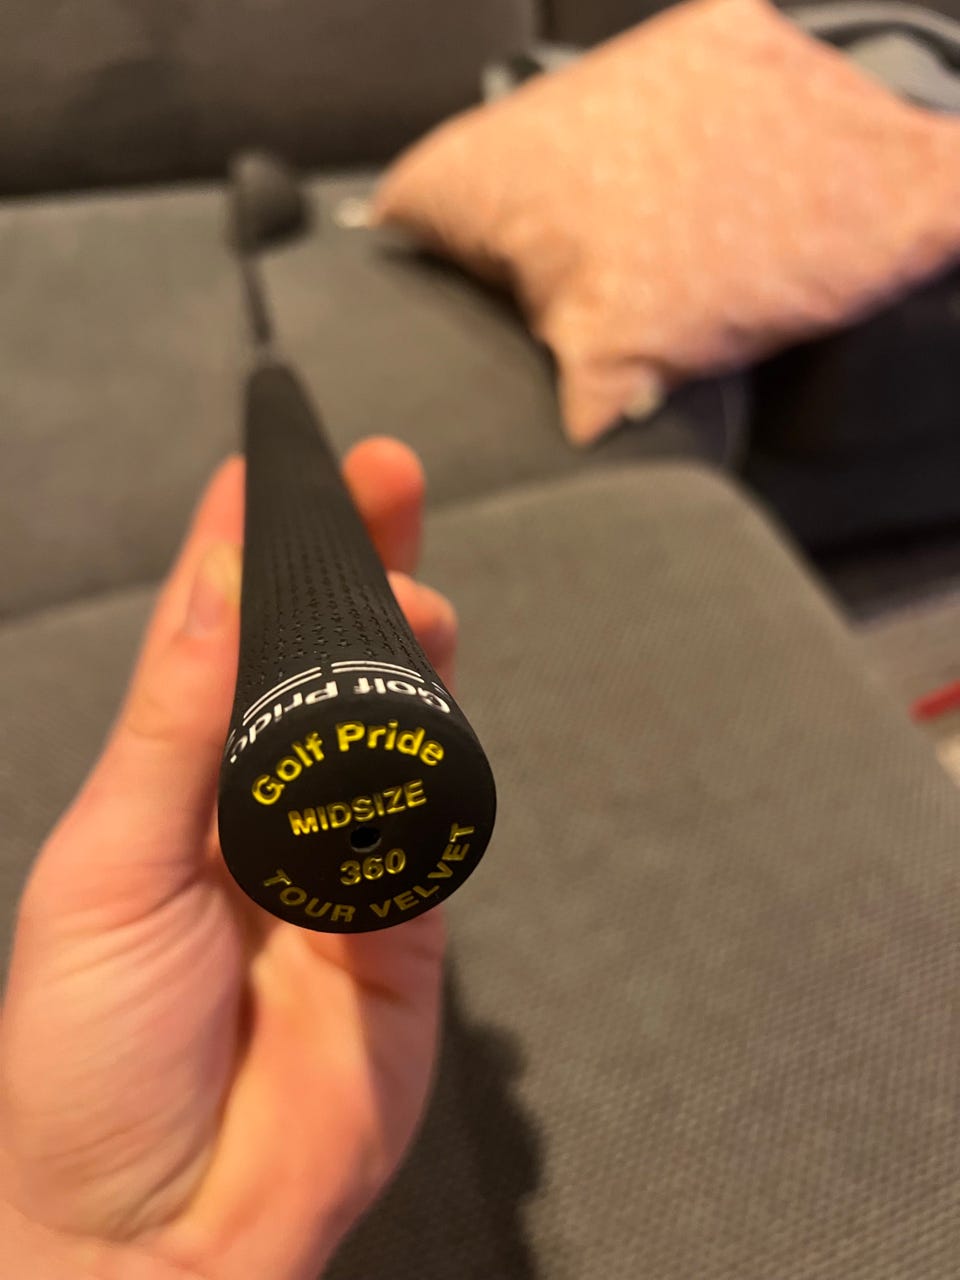 Golf Pride
Golf Pride
MIDSIZE
360
TOUR VELVET